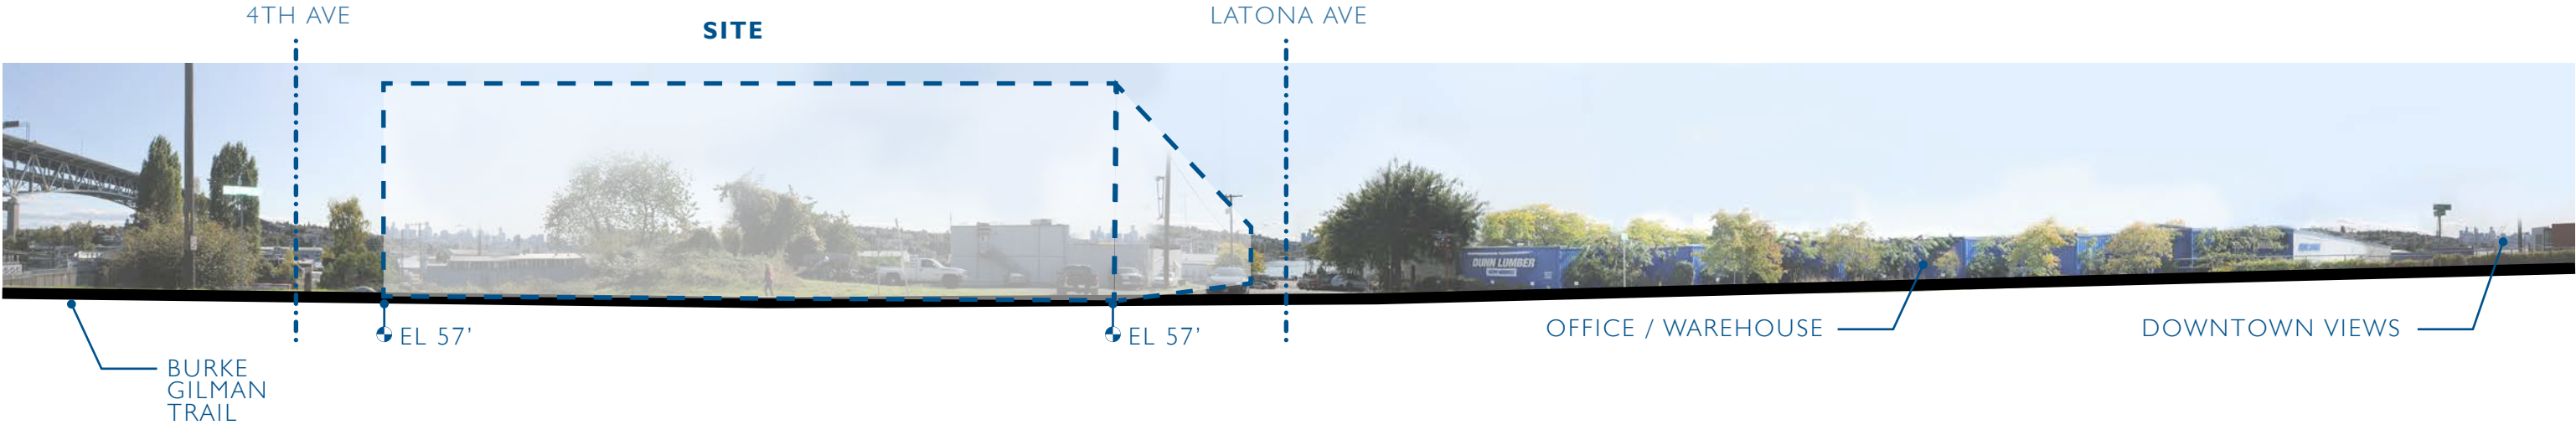 4TH AVE
SITE
LATONA AVE
DUNN LUMBER
EL 57’
EL 57’
OFFICE / WAREHOUSE
DOWNTOWN VIEWS
BURKE
GILMAN
TRAIL